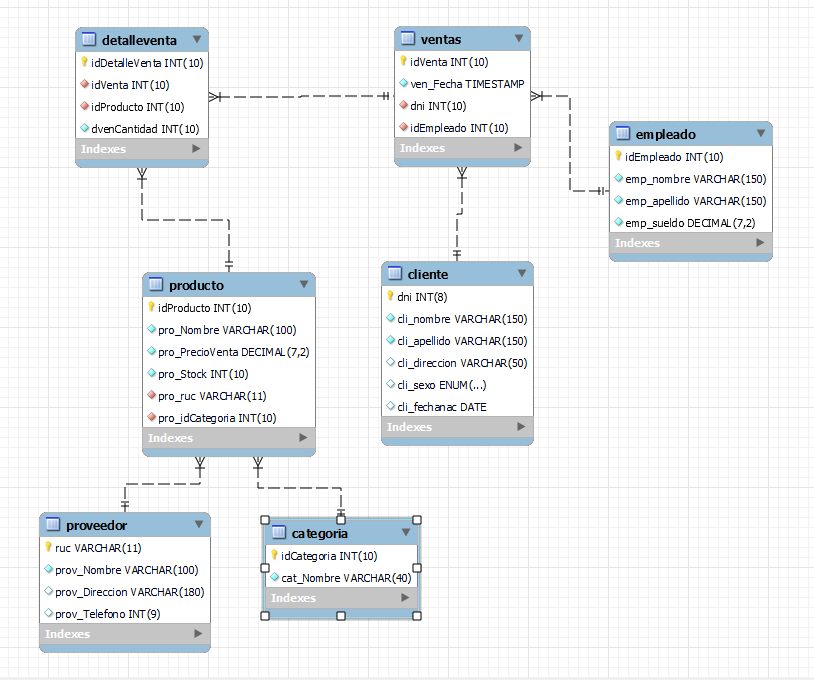 detalleventa
idDetalleVenta INT(10)
idVenta INT(10)
idProducto INT(10)
dvenCantidad INT(10)
Indexes
ventas
idVenta INT(10)
ven_Fecha TIMESTAMP
dni INT(10)
idEmpleado INT(10)
Indexes
empleado
idEmpleado INT(10)
emp_nombre VARCHAR(150)
emp_apellido VARCHAR(150)
emp_sueldo DECIMAL(7,2)
Indexes
producto
idProducto INT(10)
pro_Nombre VARCHAR(100)
pro_PrecioVenta DECIMAL(7,2)
pro_Stock INT(10)
pro_ruc VARCHAR(11)
pro_idCategoria INT(10)
Indexes
cliente
dni INT(8)
cli_nombre VARCHAR(150)
cli_apellido VARCHAR(150)
cli_direccion VARCHAR(50)
cli_sexo ENUM(...)
cli_fechanac DATE
Indexes
proveedor
ruc VARCHAR(11)
prov_Nombre VARCHAR(100)
prov_Direccion VARCHAR(180)
prov_Telefono INT(9)
Indexes
categoria
idCategoria INT(10)
cat_Nombre VARCHAR(40)
Indexes